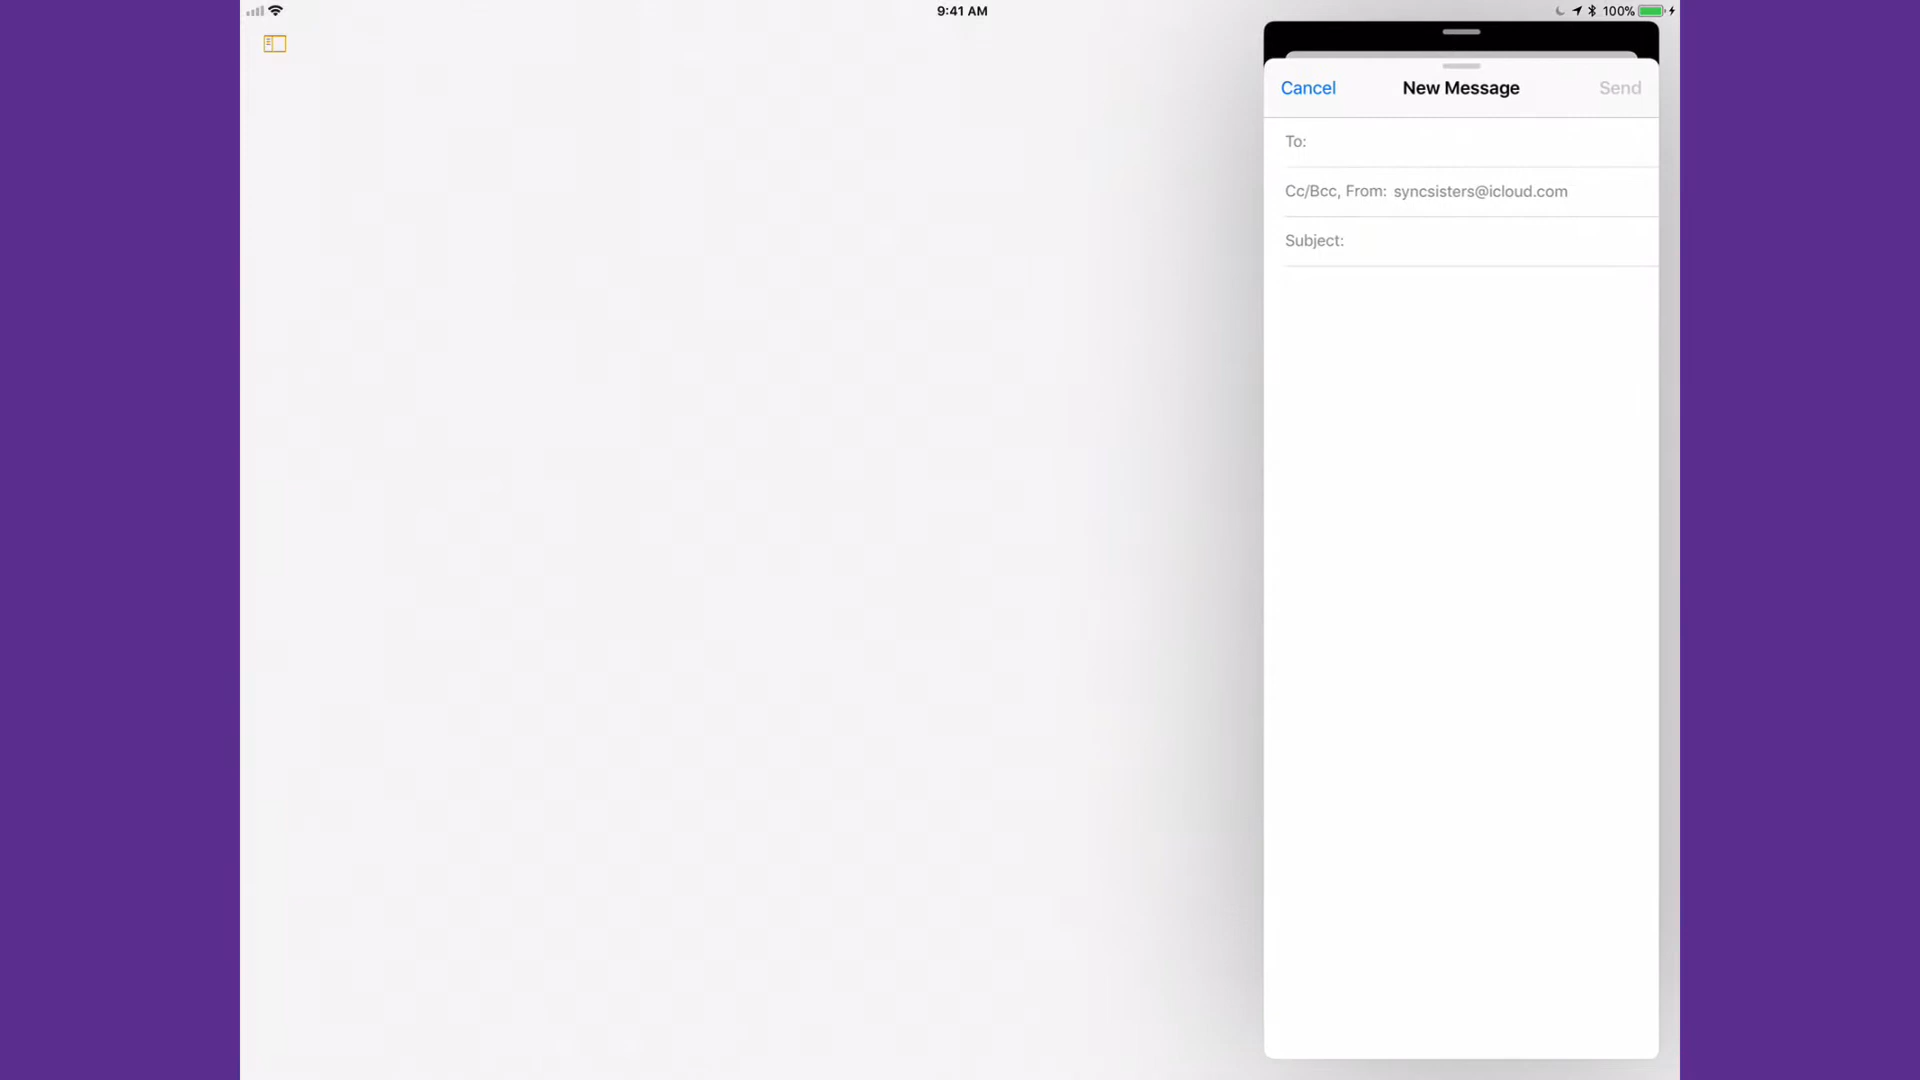 9:41 AM
100%
Cancel New Message Send
To:
Cc/Bcc, From: syncsisters@icloud.com
Subject: